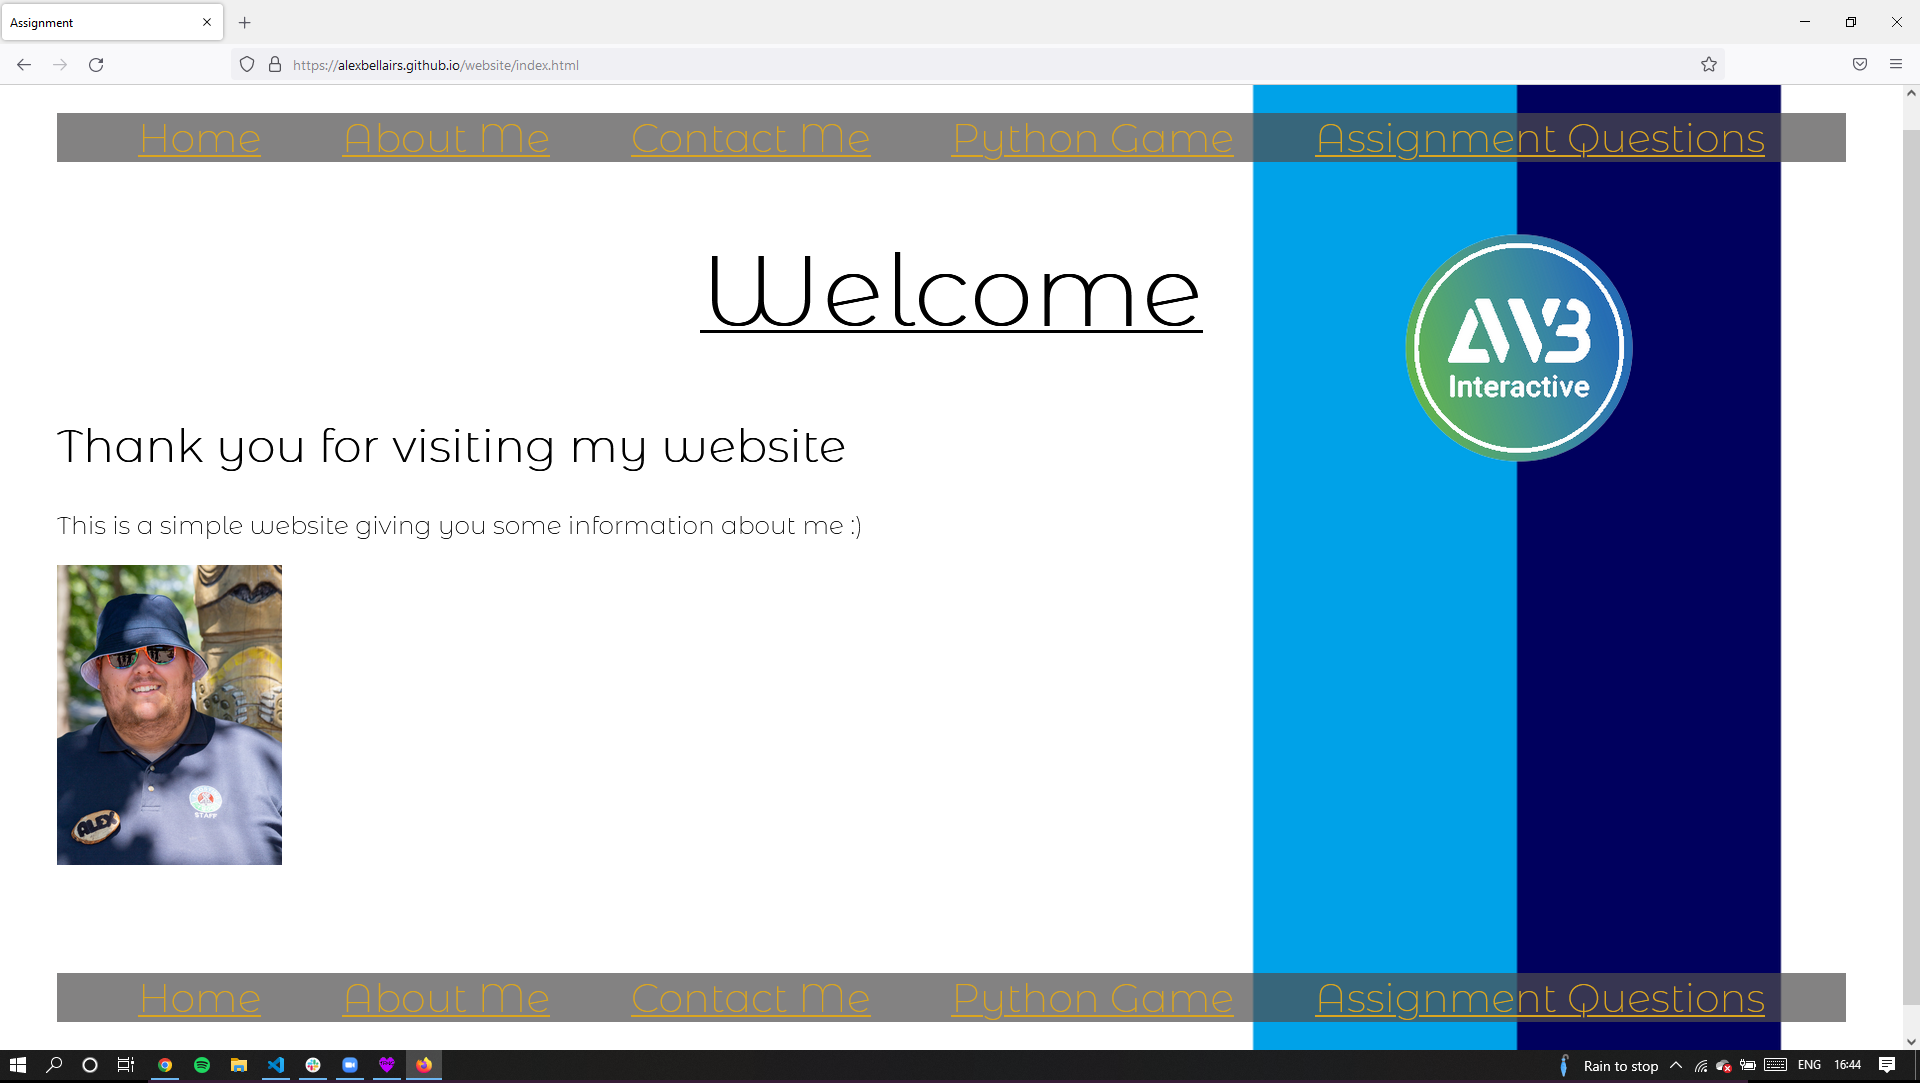 Assignment
https://alexbellairs.github.io/website/index.html
Home About Me Contact Me Python Game Assignment Questions
Welcome
AWB
Interactive
Thank you for visiting my website
This is a simple website giving you some information about me :)
STAFF
ALEX
Home About Me Contact Me Python Game Assignment Questions
Rain to stop ENG 16:44